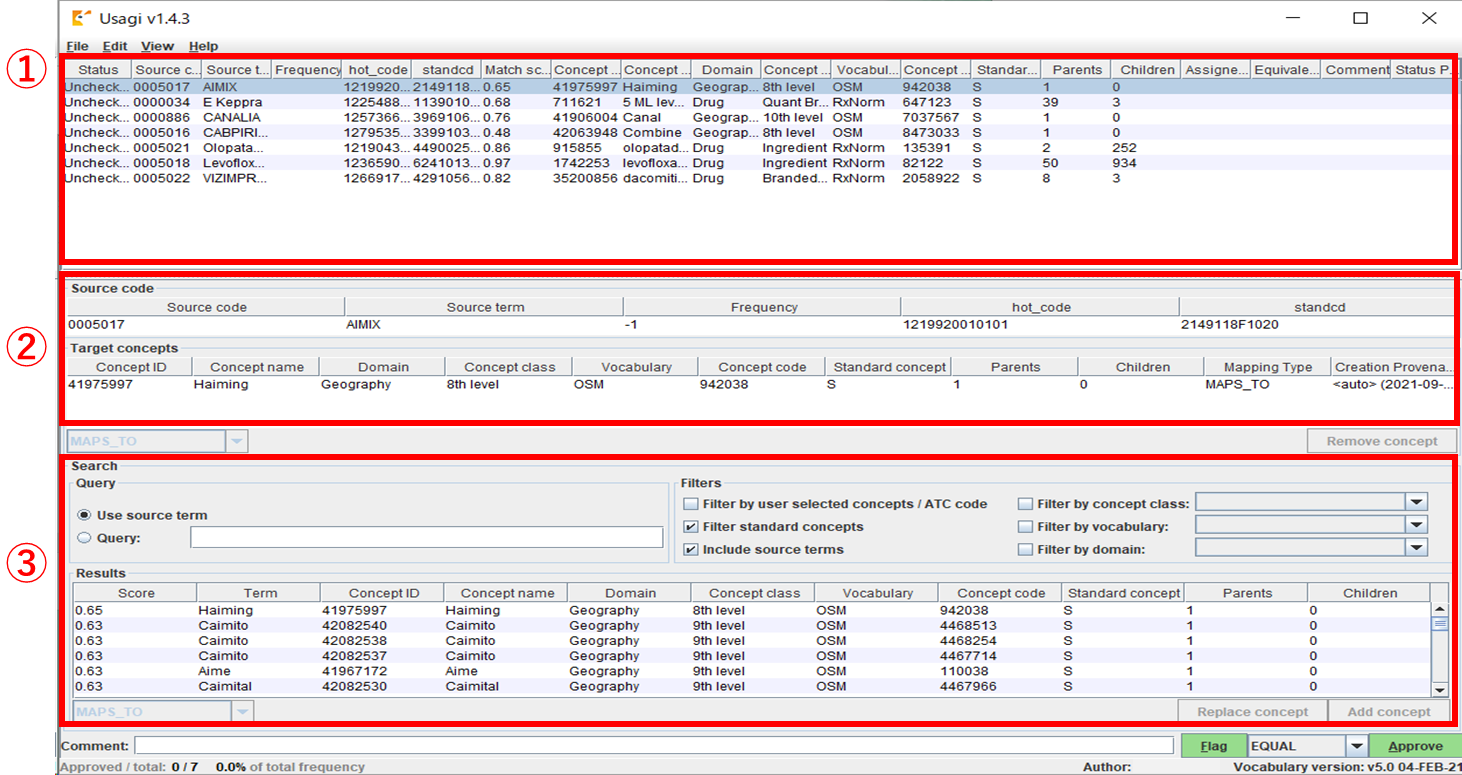 Usagi v1.4.3
File Edit View Help
①
Status Source c... Source t... Frequency hot_code standcd Match sc... Concept ... Concept ... Domain Concept ... Vocabul... Concept ... Standar... Parents Children Assigne... Equivale... Comment Status P...
Uncheck... 0005017 AIMIX 1219920... 2149118... 0.65 41975997 Haiming Geograp... 8th level OSM 942038 S 1 0
Uncheck... 0000034 E Keppra 1225488... 1139010... 0.68 711621 5 ML lev... Drug Quant Br... RxNorm 647123 S 39 3
Uncheck... 0000886 CANALIA 1257366... 3969106... 0.76 41906004 Canal Geograp... 10th level OSM 7037567 S 1 0
Uncheck... 0005016 CABPIRI... 1279535... 3399103... 0.48 42063948 Combine Geograp... 8th level OSM 8473033 S 1 0
Uncheck... 0005021 Olopata... 1219043... 4490025... 0.86 915855 olopatad... Drug Ingredient RxNorm 135391 S 2 252
Uncheck... 0005018 Levoflox... 1236590... 6241013... 0.97 1742253 levofloxa... Drug Ingredient RxNorm 82122 S 50 934
Uncheck... 0005022 VIZIMPR... 1266917... 4291056... 0.82 35200856 dacomiti... Drug Branded... RxNorm 2058922 S 8 3
②
Source code
Source code Source term Frequency hot_code standcd
0005017 AIMIX -1 1219920010101 2149118F1020
Target concepts
Concept ID Concept name Domain Concept class Vocabulary Concept code Standard concept Parents Children Mapping Type Creation Provena...
41975997 Haiming Geography 8th level OSM 942038 S 1 0 MAPS_TO <auto> (2021-09-...
MAPS_TO Remove concept
③
Search
Query Filters
Use source term
Query:
Filter by user selected concepts / ATC code Filter by concept class:
Filter standard concepts Filter by vocabulary:
Include source terms Filter by domain:
Results
Score Term Concept ID Concept name Domain Concept class Vocabulary Concept code Standard concept Parents Children
0.65 Haiming 41975997 Haiming Geography 8th level OSM 942038 S 1 0
0.63 Caimito 42082540 Caimito Geography 9th level OSM 4468513 S 1 0
0.63 Caimito 42082538 Caimito Geography 9th level OSM 4468254 S 1 0
0.63 Caimito 42082537 Caimito Geography 9th level OSM 4467714 S 1 0
0.63 Aime 41967172 Aime Geography 9th level OSM 110038 S 1 0
0.63 Caimital 42082530 Caimital Geography 9th level OSM 4467966 S 1 0
MAPS_TO Replace concept Add concept
Comment: Flag EQUAL Approve
Approved / total: 0 / 7 0.0% of total frequency Author: Vocabulary version: v5.0 04-FEB-21